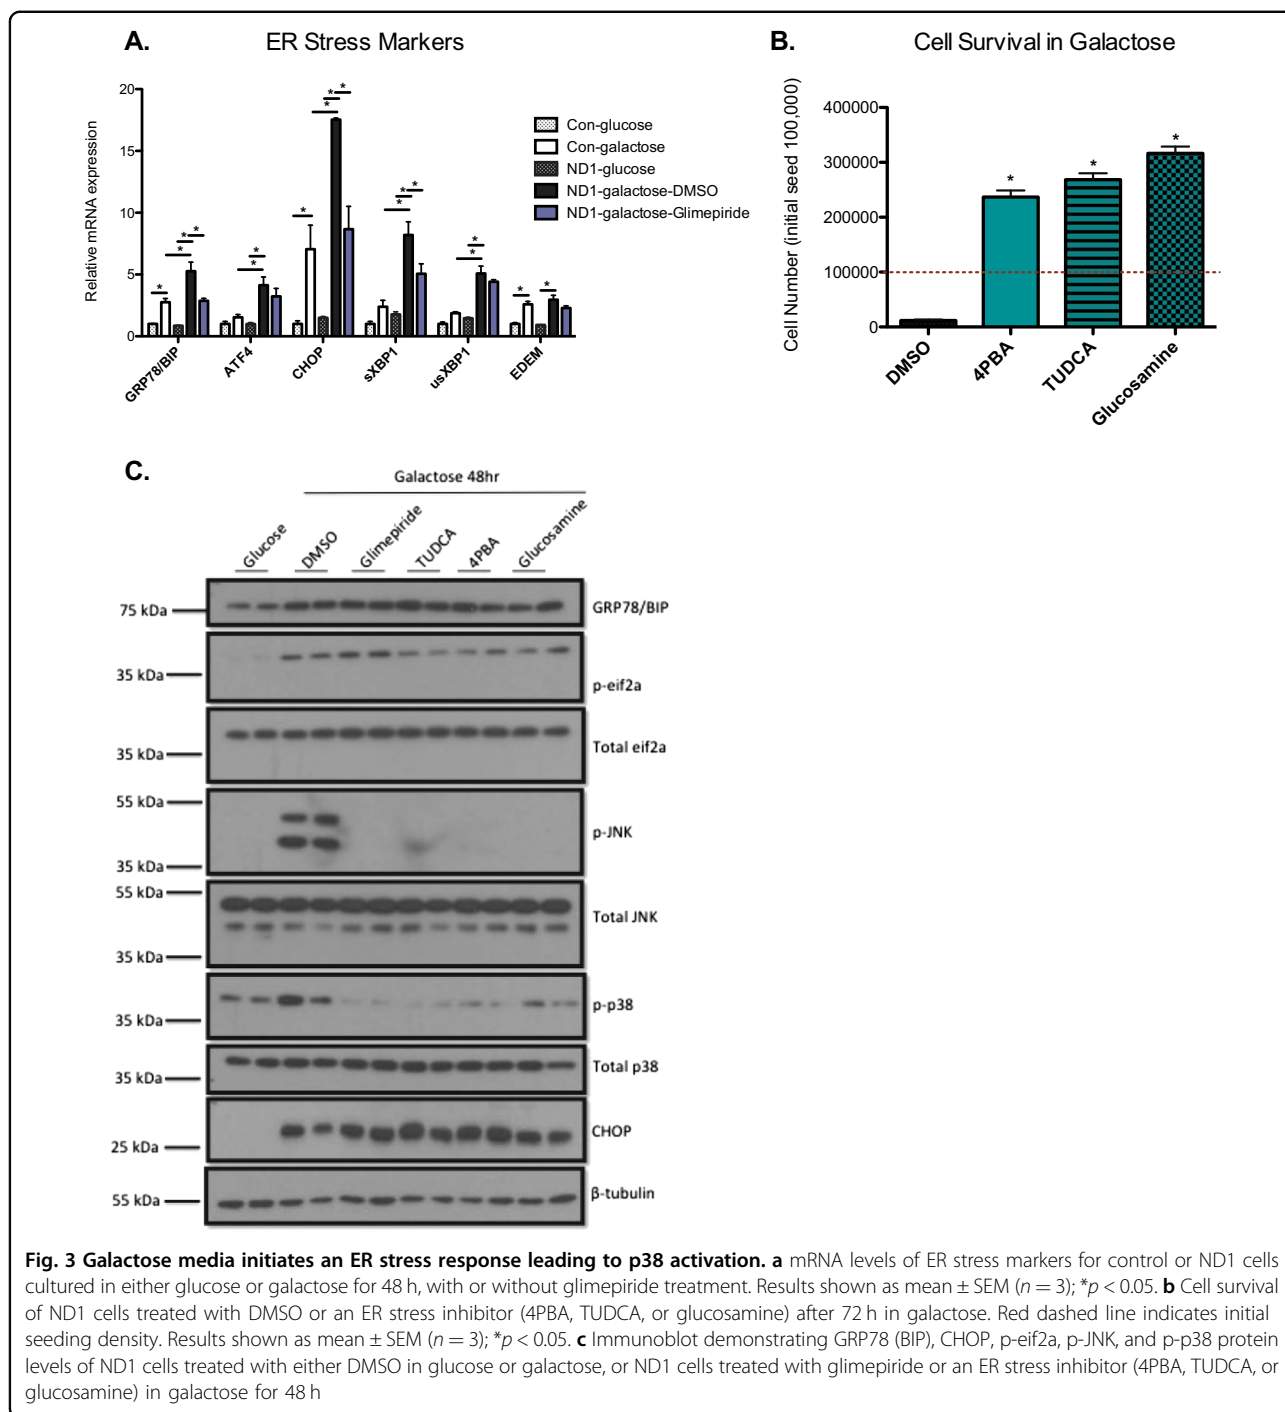 A. ER Stress Markers
Relative mRNA expression
20
15
10
5
0
GRP78/BIP
ATF4
CHOP
sXBP1
usXBP1
EDEM
* * * * * * * * * * * * * * * * * *
Con-glucose
Con-galactose
ND1-glucose
ND1-galactose-DMSO
ND1-galactose-Glimepiride
B. Cell Survival in Galactose
Cell Number (initial seed 100,000)
400000
300000
200000
100000
0
* * *
DMSO
4PBA
TUDCA
Glucosamine
C.
Galactose 48hr
Glucose
DMSO
Glimepiride
TUDCA
4PBA
Glucosamine
75 kDa
GRP78/BIP
35 kDa
p-eif2a
35 kDa
Total eif2a
55 kDa
p-JNK
35 kDa
55 kDa
Total JNK
35 kDa
p-p38
35 kDa
Total p38
35 kDa
CHOP
25 kDa
55 kDa
β-tubulin
Fig. 3 Galactose media initiates an ER stress response leading to p38 activation. a mRNA levels of ER stress markers for control or ND1 cells
cultured in either glucose or galactose for 48 h, with or without glimepiride treatment. Results shown as mean ± SEM (n = 3); *p < 0.05. b Cell survival
of ND1 cells treated with DMSO or an ER stress inhibitor (4PBA, TUDCA, or glucosamine) after 72 h in galactose. Red dashed line indicates initial
seeding density. Results shown as mean ± SEM (n = 3); *p < 0.05. c Immunoblot demonstrating GRP78 (BIP), CHOP, p-eif2a, p-JNK, and p-p38 protein
levels of ND1 cells treated with either DMSO in glucose or galactose, or ND1 cells treated with glimepiride or an ER stress inhibitor (4PBA, TUDCA, or
glucosamine) in galactose for 48 h